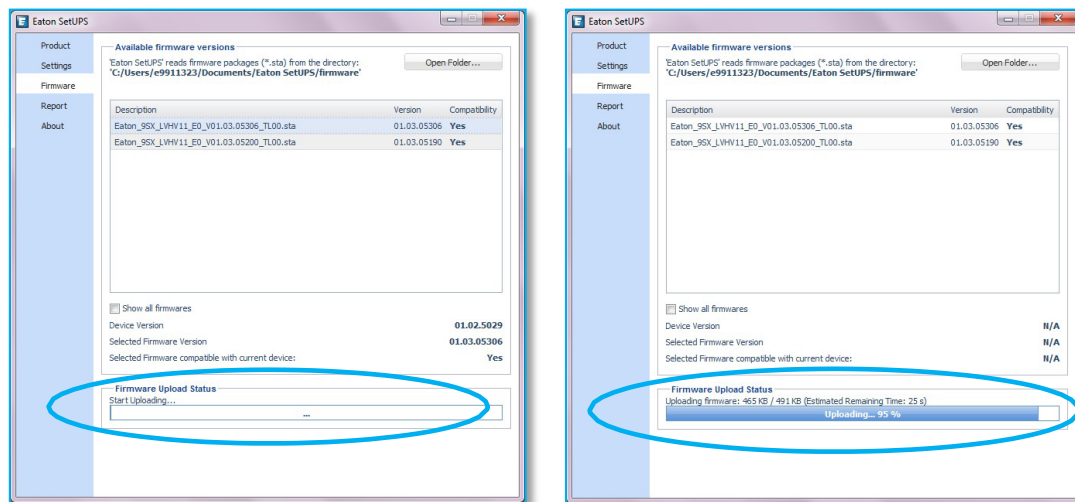 Eaton SetUPS
Product
Settings
Firmware
Report
About
Available firmware versions
'Eaton SetUPS' reads firmware packages (*.sta) from the directory:
'C:/Users/e9911323/Documents/Eaton SetUPS/firmware'
Open Folder...
Description Version Compatibility
Eaton_9SX_LVHV11_E0_V01.03.05306_TL00.sta 01.03.05306 Yes
Eaton_9SX_LVHV11_E0_V01.03.05200_TL00.sta 01.03.05190 Yes
Show all firmwares
Device Version 01.02.5029
Selected Firmware Version 01.03.05306
Selected Firmware compatible with current device: Yes
Firmware Upload Status
Start Uploading...
...
Eaton SetUPS
Product
Settings
Firmware
Report
About
Available firmware versions
'Eaton SetUPS' reads firmware packages (*.sta) from the directory:
'C:/Users/e9911323/Documents/Eaton SetUPS/firmware'
Open Folder...
Description Version Compatibility
Eaton_9SX_LVHV11_E0_V01.03.05306_TL00.sta 01.03.05306 Yes
Eaton_9SX_LVHV11_E0_V01.03.05200_TL00.sta 01.03.05190 Yes
Show all firmwares
Device Version N/A
Selected Firmware Version N/A
Selected Firmware compatible with current device: N/A
Firmware Upload Status
Uploading firmware: 465 KB / 491 KB (Estimated Remaining Time: 25 s)
Uploading... 95 %